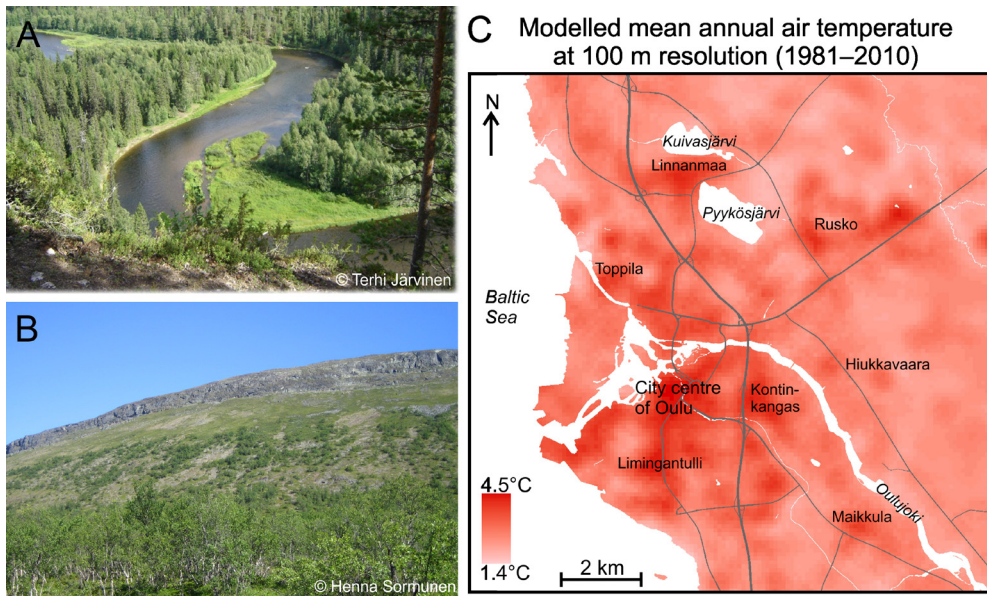 A
© Terhi Järvinen
B
© Henna Sormunen
C
Modelled mean annual air temperature
at 100 m resolution (1981–2010)
N
Kuivasjärvi
Linnanmaa
Pyykösjärvi
Rusko
Toppila
Baltic
Sea
Hiukkavaara
City centre
of Oulu
Kontin-
kangas
Limingantulli
4.5°C
1.4°C
Oulujoki
Maikkula
2 km